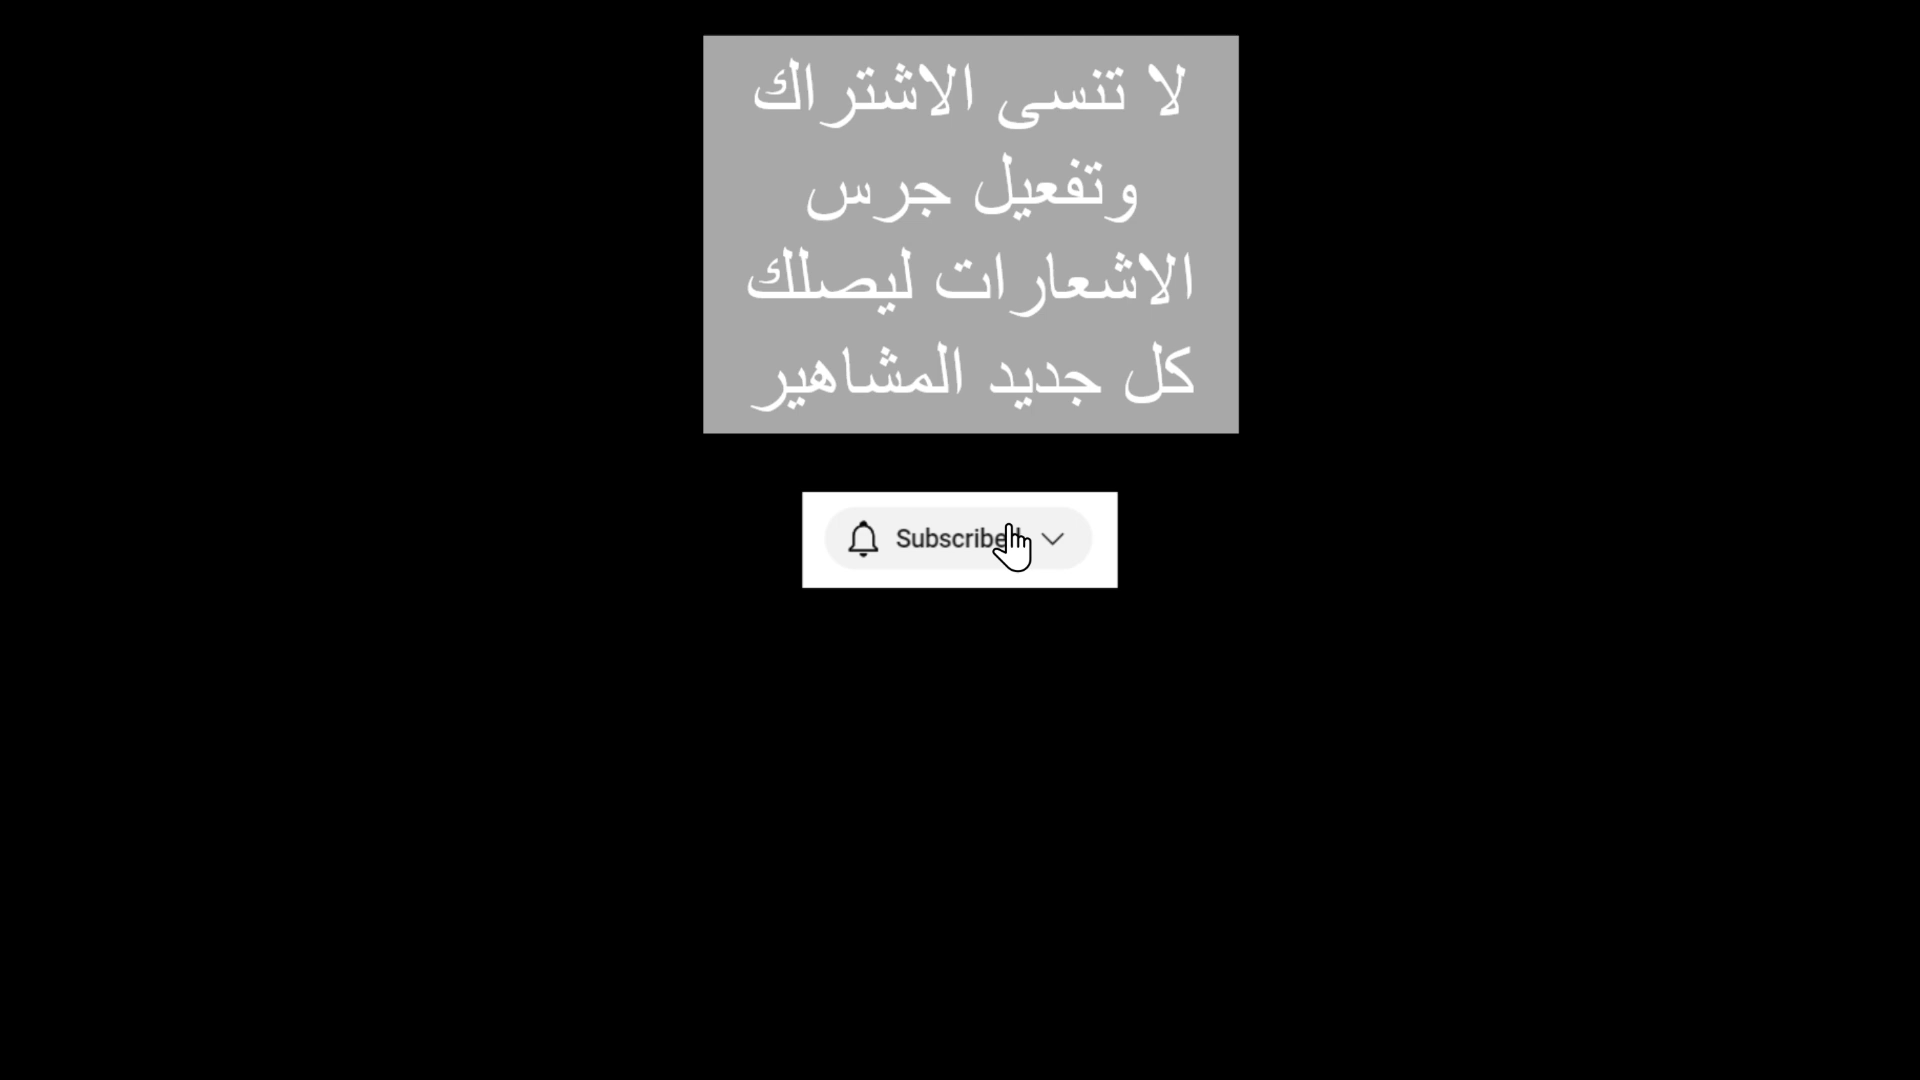 لا تنسى الاشتراك
وتفعيل جرس
الاشعارات ليصلك
كل جديد المشاهير
Subscribed